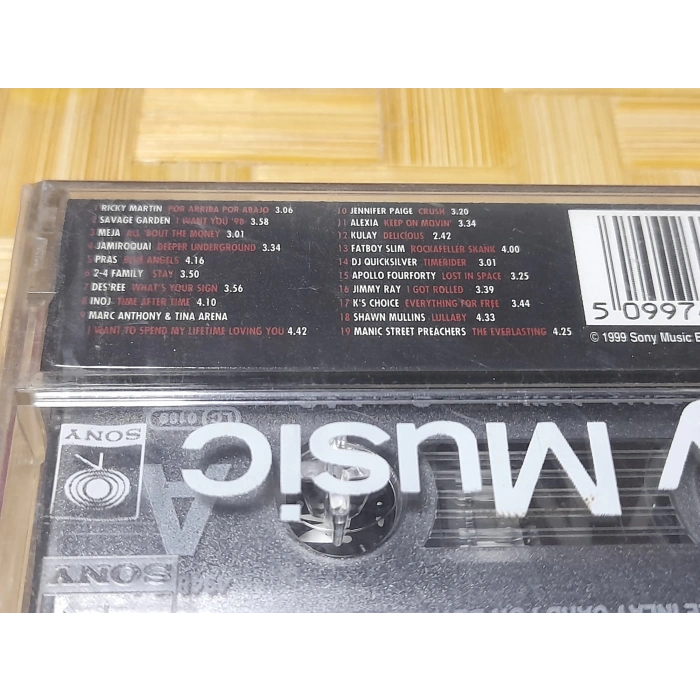 1 RICKY MARTIN POR ARRIBA POR ABAJO 3.06
2 SAVAGE GARDEN I WANT YOU '98 3.58
3 MEJA ALL 'BOUT THE MONEY 3.01
4 JAMIROQUAI DEEPER UNDERGROUND 3.34
5 PRAS BLUE ANGELS 4.16
6 2-4 FAMILY STAY 3.50
7 DES'REE WHAT'S YOUR SIGN 3.56
8 INOJ TIME AFTER TIME 4.10
9 MARC ANTHONY & TINA ARENA
I WANT TO SPEND MY LIFETIME LOVING YOU 4.42
10 JENNIFER PAIGE CRUSH 3.20
11 ALEXIA KEEP ON MOVIN' 3.34
12 KULAY DELICIOUS 2.42
13 FATBOY SLIM ROCKAFELLER SKANK 4.00
14 DJ QUICKSILVER TIMERIDER 3.01
15 APOLLO FOURFORTY LOST IN SPACE 3.25
16 JIMMY RAY I GOT ROLLED 3.39
17 K'S CHOICE EVERYTHING FOR FREE 3.44
18 SHAWN MULLINS LULLABY 4.33
19 MANIC STREET PREACHERS THE EVERLASTING 4.25
5 09974
© 1999 Sony Music E
SONY
Music
A
SONY